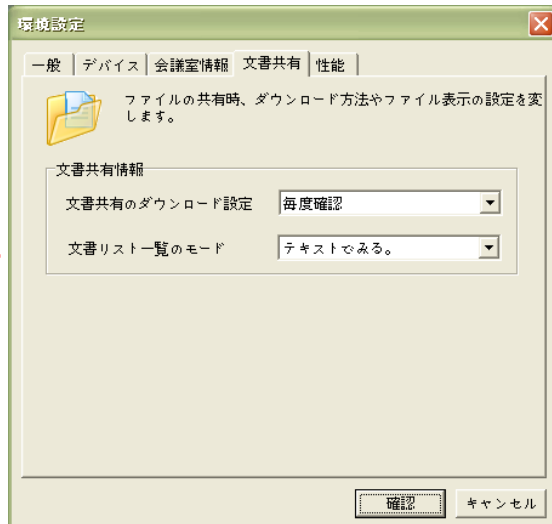 環境設定
一般 デバイス 会議室情報 文書共有 性能
ファイルの共有時、ダウンロード方法やファイル表示の設定を変
します。
文書共有情報
文書共有のダウンロード設定 毎度確認
文書リスト一覧のモード テキストでみる。
確認 キャンセル